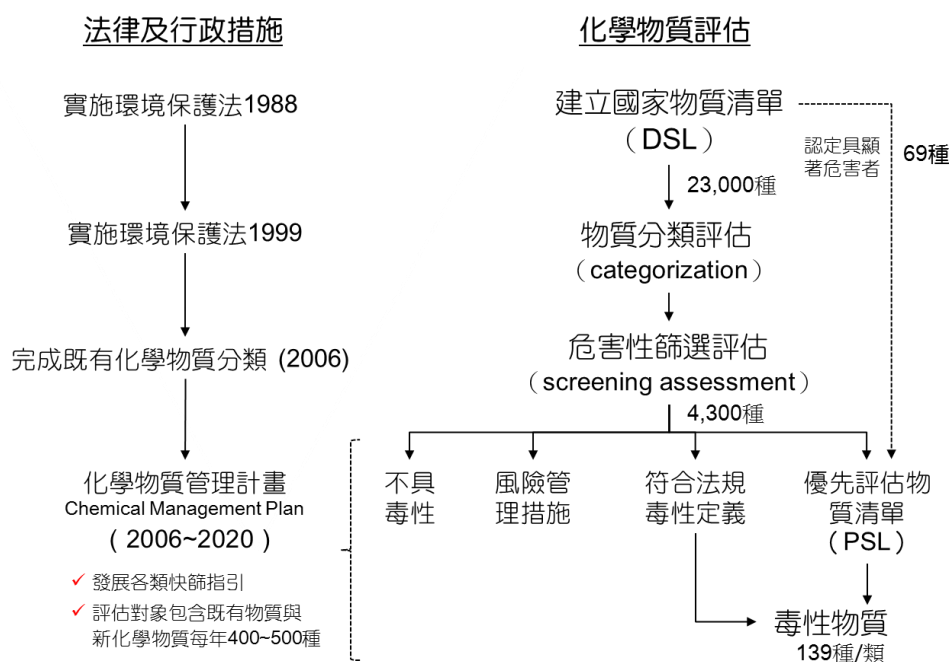 法律及行政措施
實施環境保護法1988
實施環境保護法1999
完成既有化學物質分類 (2006)
化學物質管理計畫
Chemical Management Plan
（2006~2020）
✓ 發展各類快篩指引
✓ 評估對象包含既有物質與
新化學物質每年400~500種
化學物質評估
建立國家物質清單
（DSL）
認定具顯
著危害者
69種
23,000種
物質分類評估
（categorization）
危害性篩選評估
（screening assessment）
4,300種
不具
毒性
風險管
理措施
符合法規
毒性定義
優先評估物
質清單
（PSL）
毒性物質
139種/類